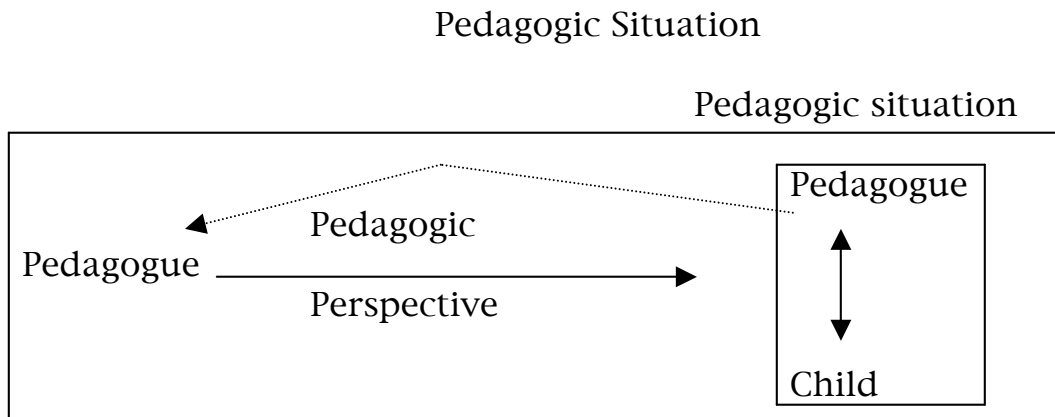 Pedagogic Situation
Pedagogic situation
Pedagogue
Pedagogic
Pedagogue
Perspective
Child